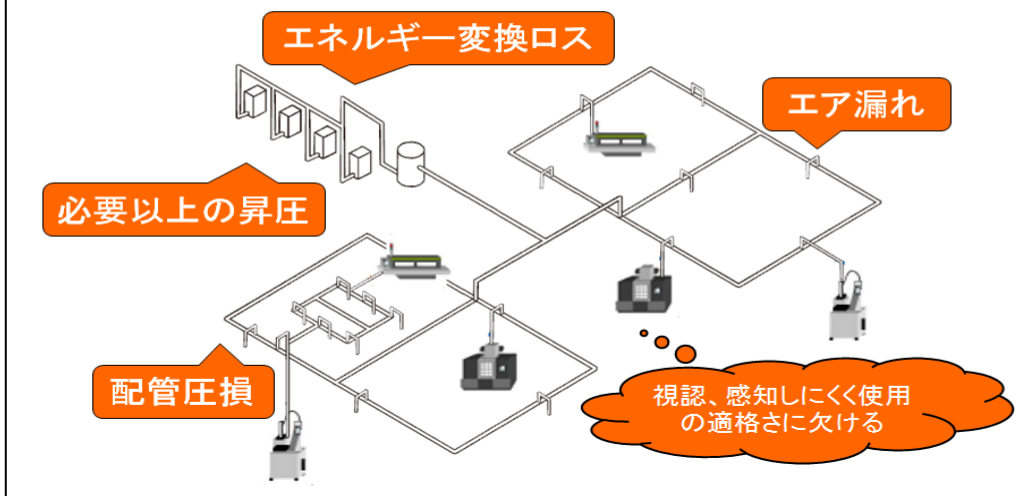 エネルギー変換ロス
エア漏れ
必要以上の昇圧
配管圧損
視認、感知しにくく使用
の適格さに欠ける